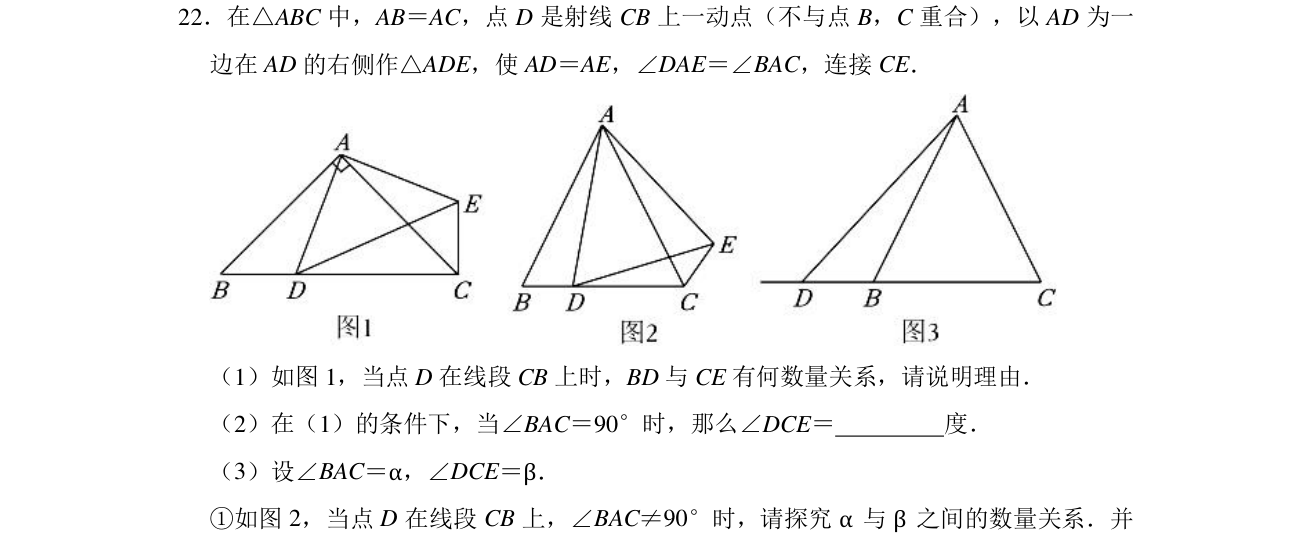 22．在△ABC 中，AB＝AC，点 D 是射线 CB 上一动点（不与点 B，C 重合），以 AD 为一
边在 AD 的右侧作△ADE，使 AD＝AE，∠DAE＝∠BAC，连接 CE．
A
E
B
D
C
图1
A
E
B
D
C
图2
A
D
B
C
图3
（1）如图 1，当点 D 在线段 CB 上时，BD 与 CE 有何数量关系，请说明理由．
（2）在（1）的条件下，当∠BAC＝90°时，那么∠DCE＝__________度．
（3）设∠BAC＝α，∠DCE＝β．
①如图 2，当点 D 在线段 CB 上，∠BAC≠90°时，请探究 α 与 β 之间的数量关系．并